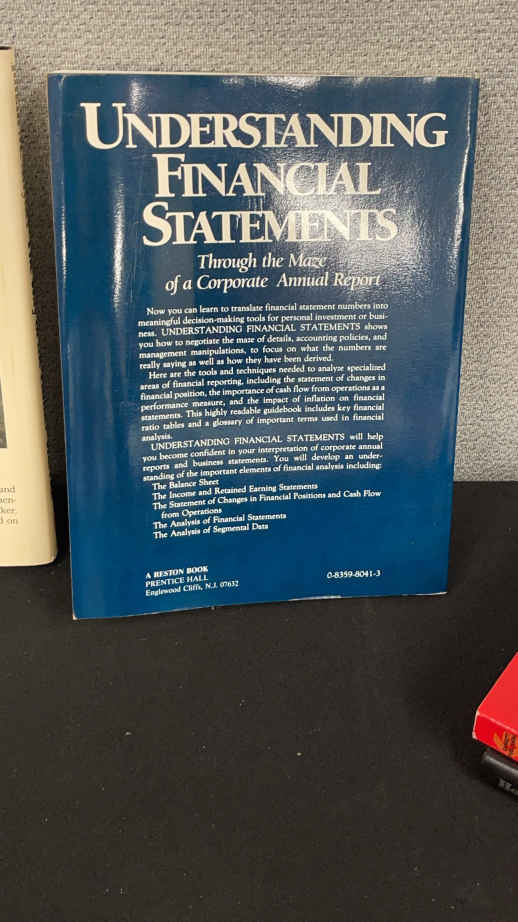 UNDERSTANDING
FINANCIAL
STATEMENTS
Through the Maze
of a Corporate Annual Report
Now you can learn to translate financial statement numbers into
meaningful decision-making tools for personal investment or busi-
ness. UNDERSTANDING FINANCIAL STATEMENTS shows
you how to negotiate the maze of details, accounting policies, and
management manipulations, to focus on what the numbers are
really saying as well as how they have been derived.
Here are the tools and techniques needed to analyze specialized
areas of financial reporting, including the statement of changes in
financial position, the importance of cash flow from operations as a
performance measure, and the impact of inflation on financial
statements. This highly readable guidebook includes key financial
ratio tables and a glossary of important terms used in financial
analysis.
UNDERSTANDING FINANCIAL STATEMENTS will help
you become confident in your interpretation of corporate annual
reports and business statements. You will develop an under-
standing of the important elements of financial analysis including:
The Balance Sheet
The Income and Retained Earning Statements
The Statement of Changes in Financial Positions and Cash Flow
from Operations
The Analysis of Financial Statements
The Analysis of Segmental Data
A RESTON BOOK
PRENTICE HALL
Englewood Cliffs, N.J. 07632
0-8359-8041-3
and
on